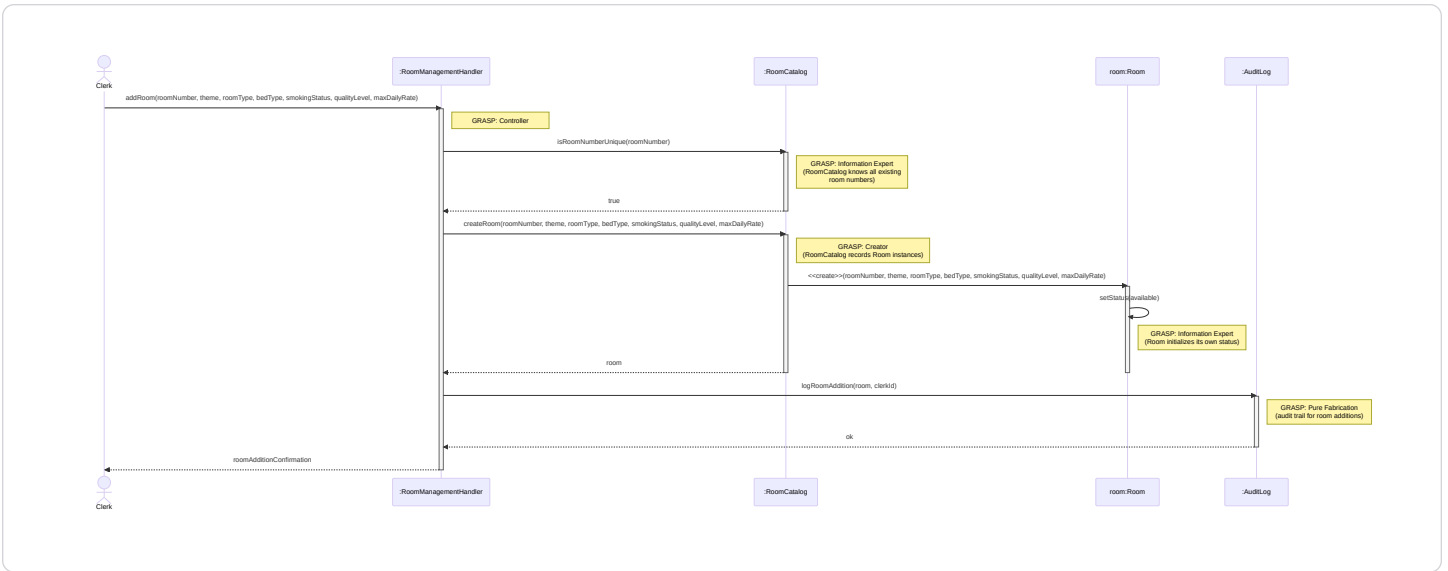 Clerk
:RoomManagementHandler
:RoomCatalog
room:Room
:AuditLog
addRoom(roomNumber, theme, roomType, bedType, smokingStatus, qualityLevel, maxDailyRate)
GRASP: Controller
isRoomNumberUnique(roomNumber)
GRASP: Information Expert
(RoomCatalog knows all existing
room numbers)
true
createRoom(roomNumber, theme, roomType, bedType, smokingStatus, qualityLevel, maxDailyRate)
GRASP: Creator
(RoomCatalog records Room instances)
<<create>>(roomNumber, theme, roomType, bedType, smokingStatus, qualityLevel, maxDailyRate)
setStatus(available)
GRASP: Information Expert
(Room initializes its own status)
room
logRoomAddition(room, clerkId)
GRASP: Pure Fabrication
(audit trail for room additions)
ok
roomAdditionConfirmation
Clerk
:RoomManagementHandler
:RoomCatalog
room:Room
:AuditLog